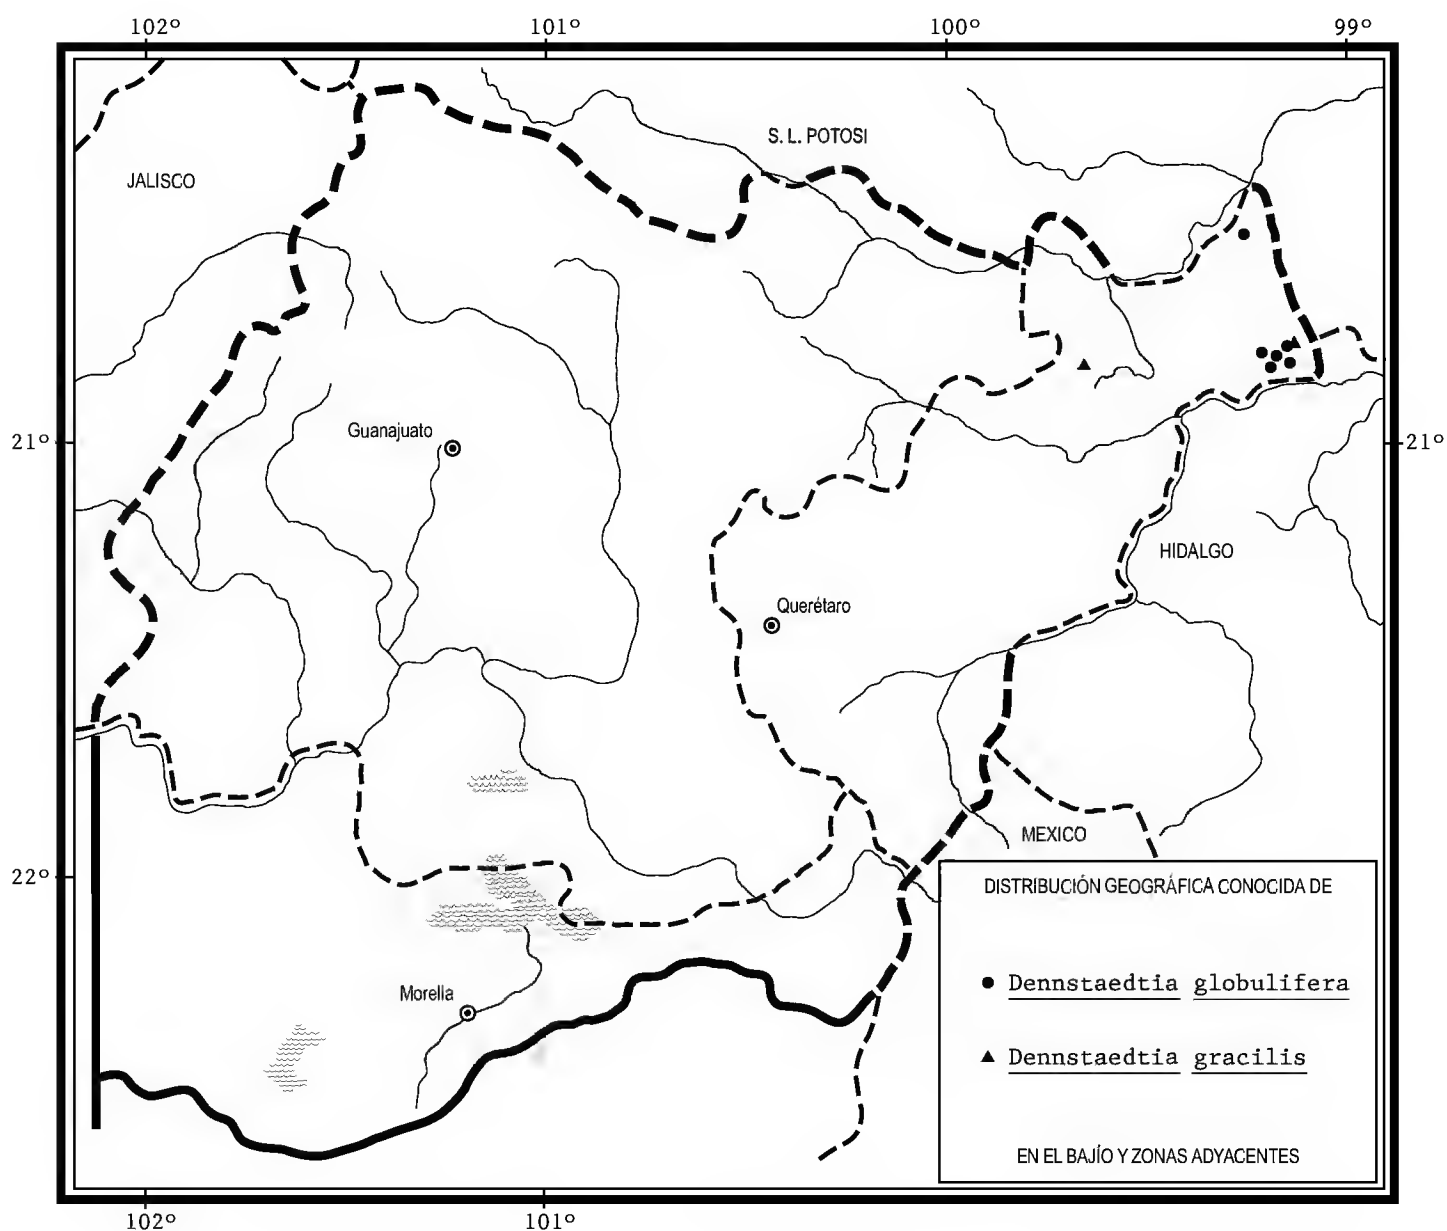 102º 101º 100º 99º
S. L. POTOSI
JALISCO
Guanajuato
21º 21º
HIDALGO
Querétaro
MEXICO
22º
DISTRIBUCIÓN GEOGRÁFICA CONOCIDA DE
Dennstaedtia globulifera
Morella
Dennstaedtia gracilis
EN EL BAJÍO Y ZONAS ADYACENTES
102º 101º